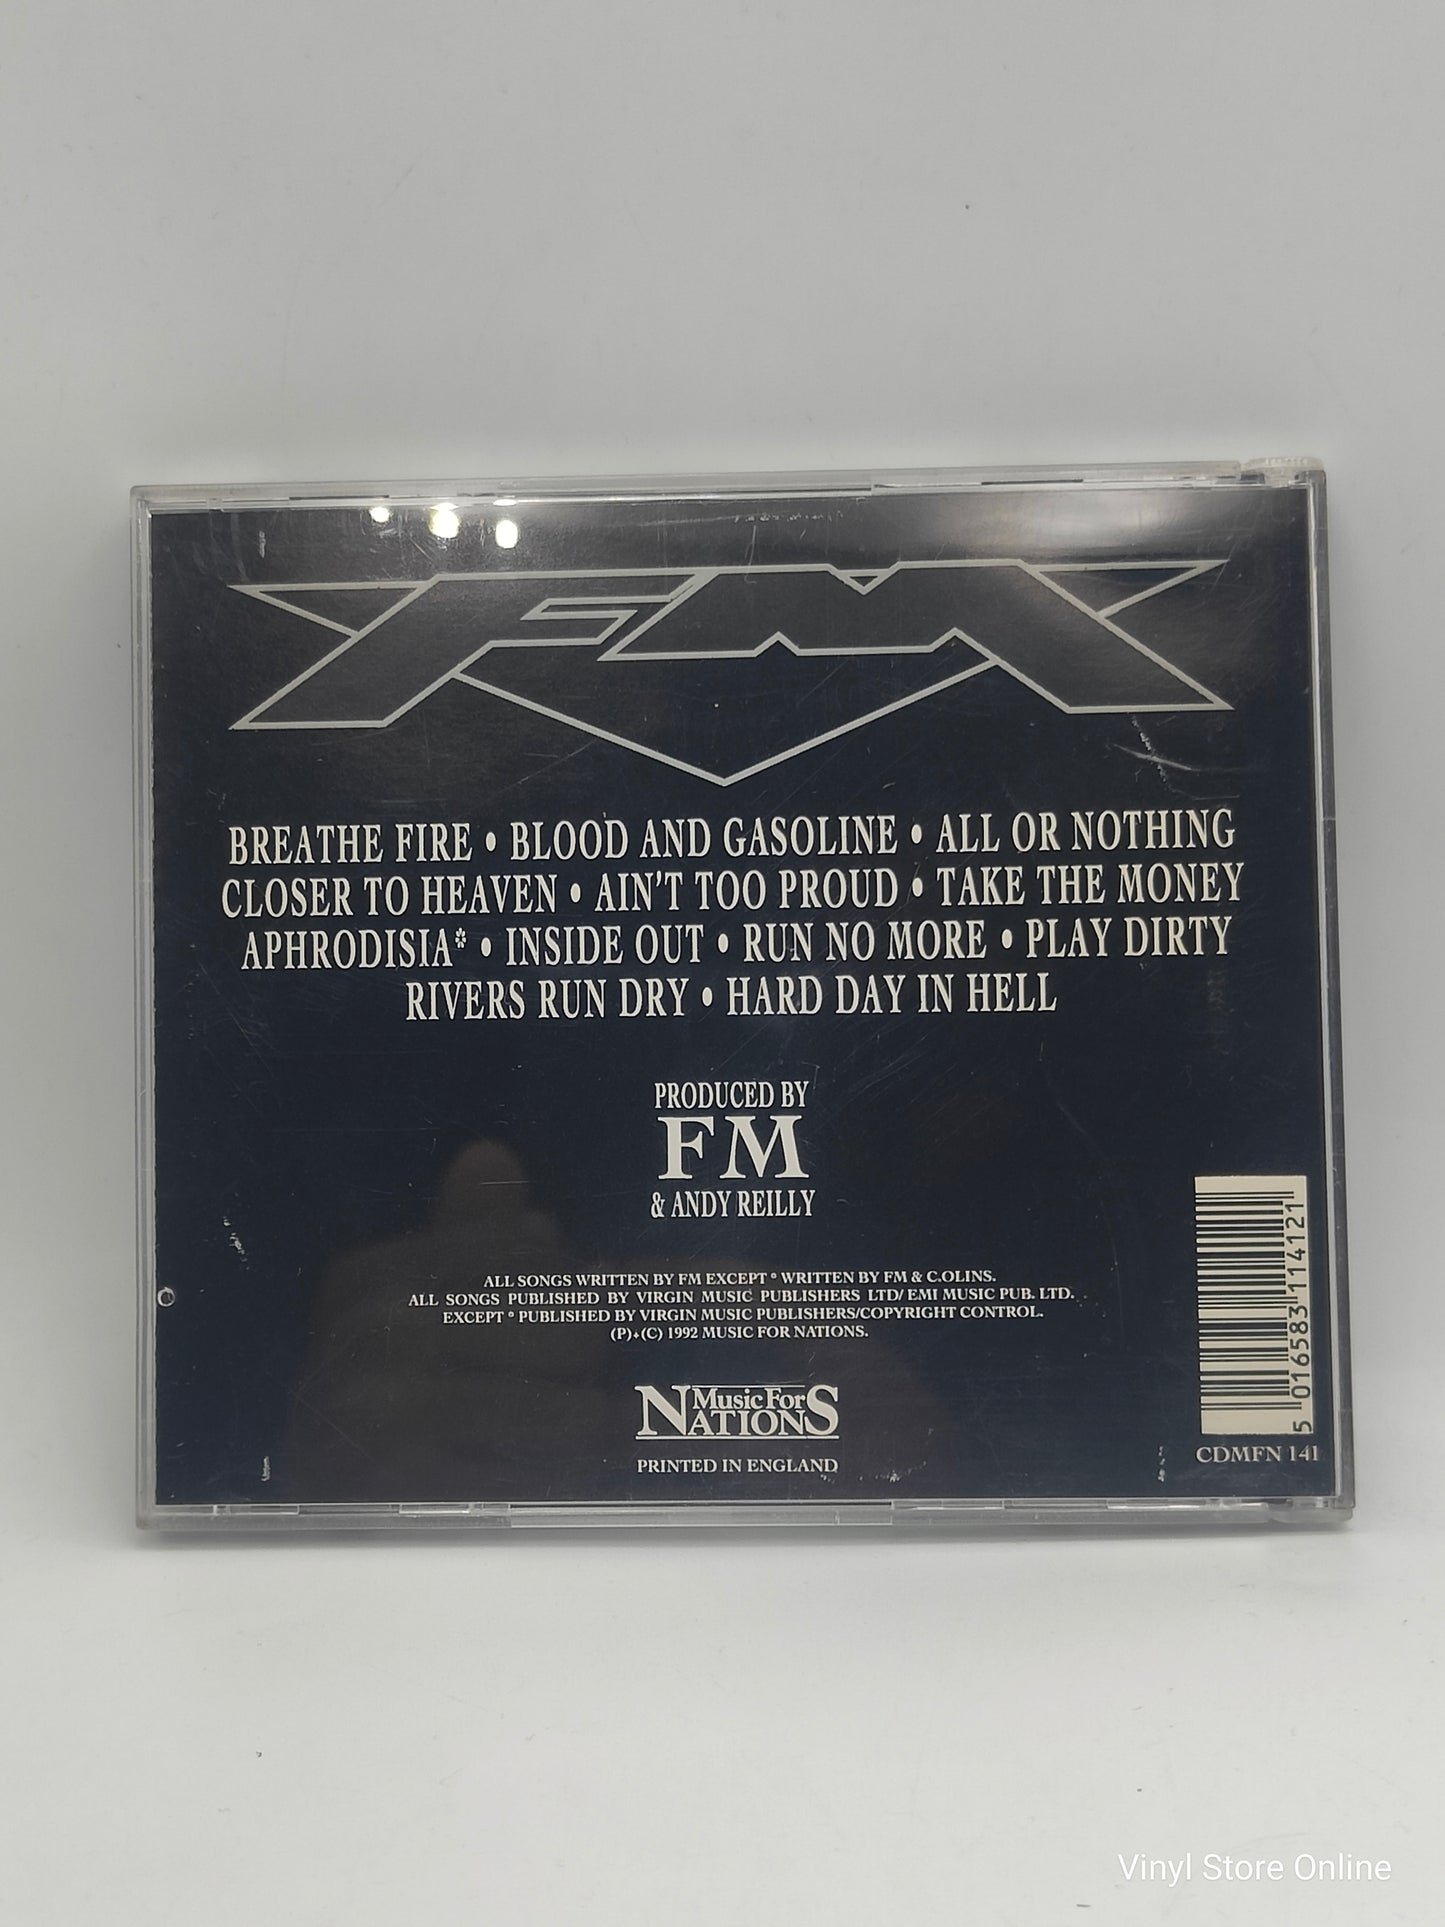 FM
BREATHE FIRE • BLOOD AND GASOLINE • ALL OR NOTHING
CLOSER TO HEAVEN • AIN'T TOO PROUD • TAKE THE MONEY
APHRODISIA* • INSIDE OUT • RUN NO MORE • PLAY DIRTY
RIVERS RUN DRY • HARD DAY IN HELL
PRODUCED BY
FM
& ANDY REILLY
ALL SONGS WRITTEN BY FM EXCEPT * WRITTEN BY FM & C.OLINS.
ALL SONGS PUBLISHED BY VIRGIN MUSIC PUBLISHERS LTD/ EMI MUSIC PUB. LTD.
EXCEPT * PUBLISHED BY VIRGIN MUSIC PUBLISHERS/COPYRIGHT CONTROL.
(P)+(C) 1992 MUSIC FOR NATIONS.
Music For
NATIONS
PRINTED IN ENGLAND
5 016583 114121
CDMFN 141
Vinyl Store Online